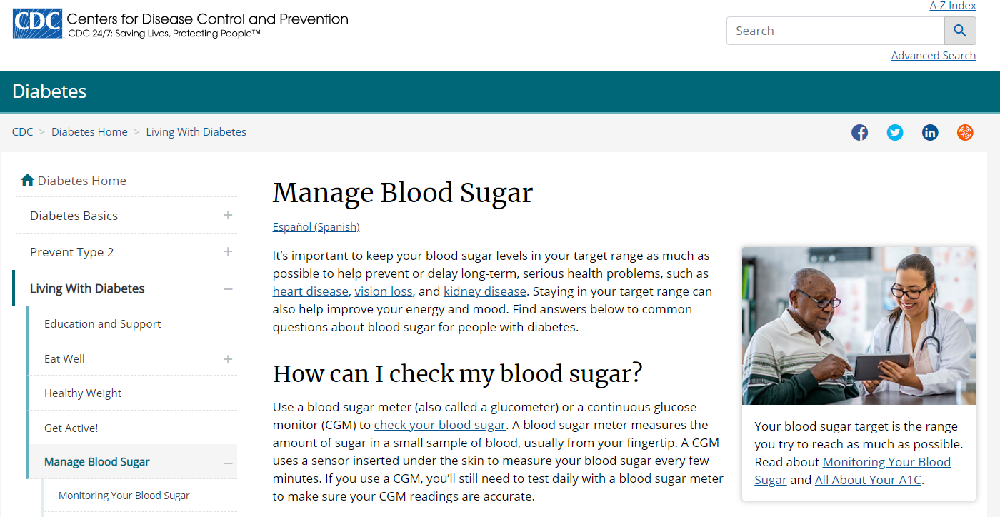 CDC
Centers for Disease Control and Prevention
CDC 24/7: Saving Lives, Protecting People™
A-Z Index
Search
Advanced Search
Diabetes
CDC > Diabetes Home > Living With Diabetes
Diabetes Home
Diabetes Basics +
Prevent Type 2 +
Living With Diabetes –
Education and Support
Eat Well +
Healthy Weight
Get Active!
Manage Blood Sugar –
Monitoring Your Blood Sugar
Manage Blood Sugar
Español (Spanish)
It’s important to keep your blood sugar levels in your target range as much as
possible to help prevent or delay long-term, serious health problems, such as
heart disease, vision loss, and kidney disease. Staying in your target range can
also help improve your energy and mood. Find answers below to common
questions about blood sugar for people with diabetes.
How can I check my blood sugar?
Use a blood sugar meter (also called a glucometer) or a continuous glucose
monitor (CGM) to check your blood sugar. A blood sugar meter measures the
amount of sugar in a small sample of blood, usually from your fingertip. A CGM
uses a sensor inserted under the skin to measure your blood sugar every few
minutes. If you use a CGM, you’ll still need to test daily with a blood sugar meter
to make sure your CGM readings are accurate.
Your blood sugar target is the range
you try to reach as much as possible.
Read about Monitoring Your Blood
Sugar and All About Your A1C.